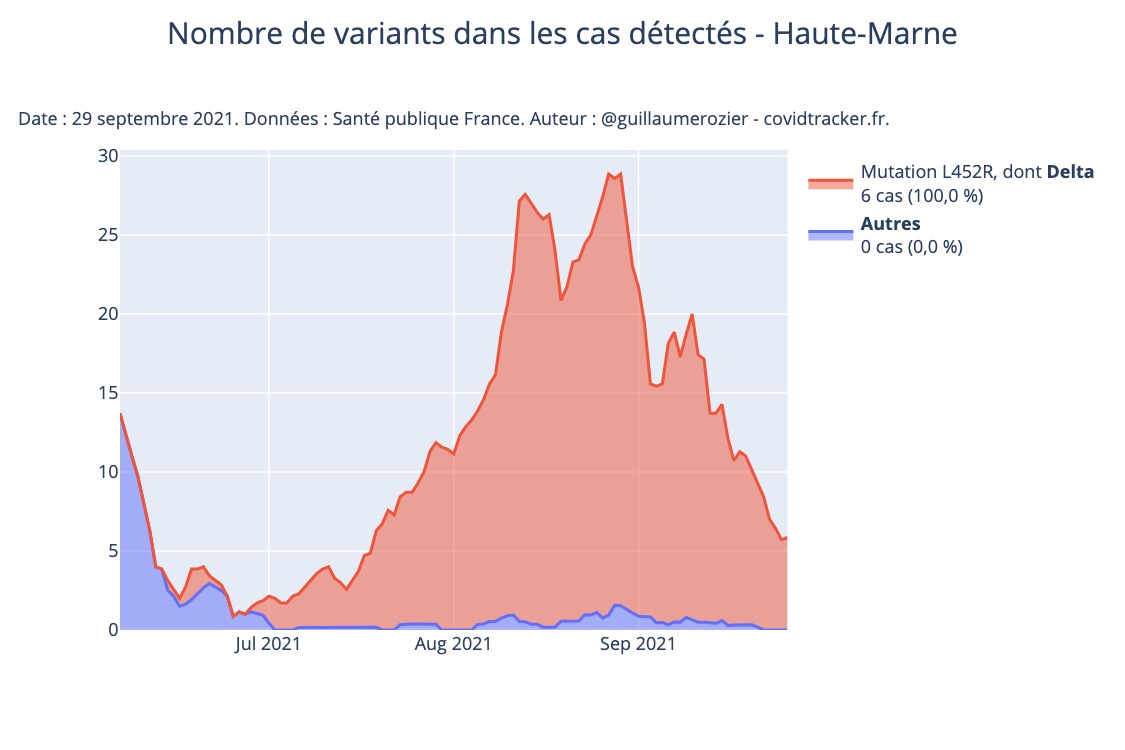 Nombre de variants dans les cas détectés - Haute-Marne
Date : 29 septembre 2021. Données : Santé publique France. Auteur : @guillaumerozier - covidtracker.fr.
30
25
20
15
10
5
0
Jul 2021
Aug 2021
Sep 2021
Mutation L452R, dont Delta
6 cas (100,0 %)
Autres
0 cas (0,0 %)